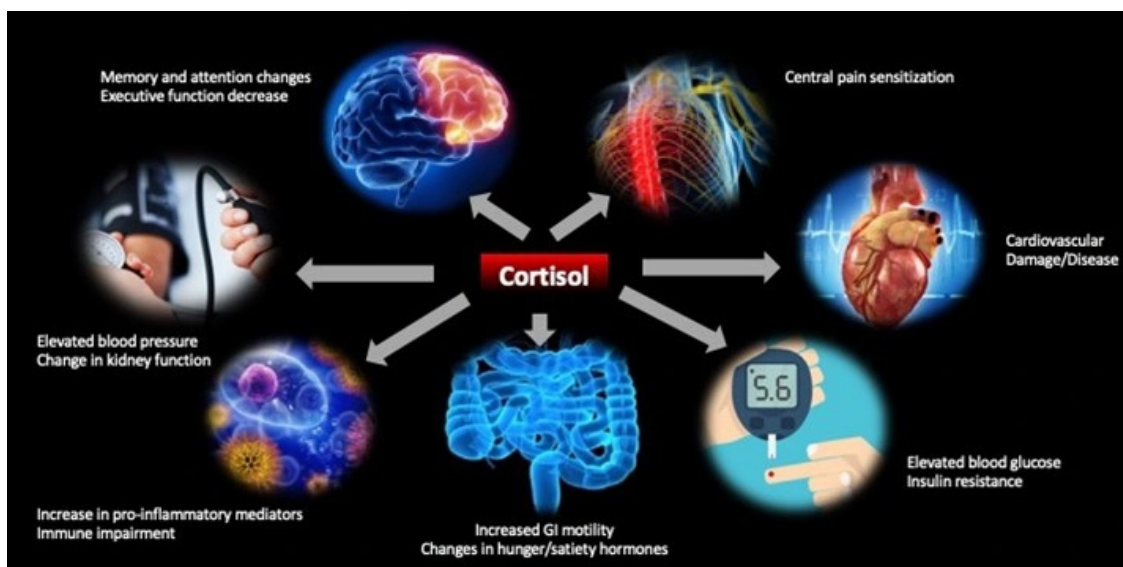 Memory and attention changes
Executive function decrease
Central pain sensitization
Cardiovascular
Damage/Disease
Cortisol
Elevated blood pressure
Change in kidney function
5.6
Elevated blood glucose
Insulin resistance
Increase in pro-inflammatory mediators
Immune impairment
Increased GI motility
Changes in hunger/satiety hormones